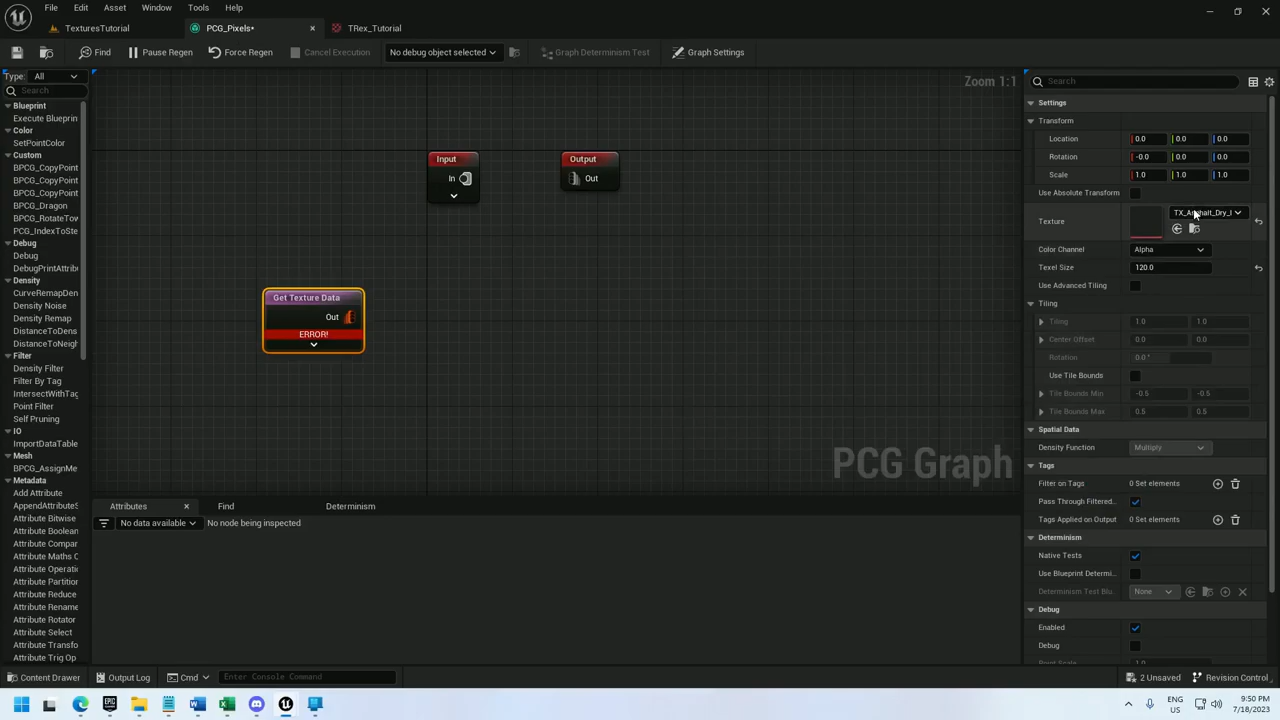 File Edit Asset Window Tools Help
TexturesTutorial PCG_Pixels* TRex_Tutorial
Find Pause Regen Force Regen Cancel Execution No debug object selected Graph Determinism Test Graph Settings
Type: All
Search
Blueprint
Execute Blueprin
Color
SetPointColor
Custom
BPCG_CopyPoint
BPCG_CopyPoint
BPCG_CopyPoint
BPCG_Dragon
BPCG_RotateTow
PCG_IndexToSte
Debug
Debug
DebugPrintAttrib
Density
CurveRemapDen
Density Noise
Density Remap
DistanceToDens
DistanceToNeigh
Filter
Density Filter
Filter By Tag
IntersectWithTag
Point Filter
Self Pruning
IO
ImportDataTable
Mesh
BPCG_AssignMe
Metadata
Add Attribute
AppendAttributeS
Attribute Bitwise
Attribute Boolean
Attribute Compar
Attribute Maths O
Attribute Operatio
Attribute Partition
Attribute Reduce
Attribute Rename
Attribute Rotator
Attribute Select
Attribute Transfo
Attribute Trig Op
Zoom 1:1
Input
In
Output
Out
Get Texture Data
Out
ERROR!
PCG Graph
Attributes Find Determinism
No data available No node being inspected
Search
Settings
Transform
Location 0.0 0.0 0.0
Rotation -0.0 0.0 0.0
Scale 1.0 1.0 1.0
Use Absolute Transform
Texture
Color Channel Alpha
Texel Size 120.0
Use Advanced Tiling
Tiling
Tiling 1.0 1.0
Center Offset 0.0 0.0
Rotation 0.0 °
Use Tile Bounds
Tile Bounds Min -0.5 -0.5
Tile Bounds Max 0.5 0.5
Spatial Data
Density Function Multiply
Tags
Filter on Tags 0 Set elements
Pass Through Filtered...
Tags Applied on Output 0 Set elements
Determinism
Native Tests
Use Blueprint Determi...
Determinism Test Blu... None
Debug
Enabled
Debug
Content Drawer Output Log Cmd Enter Console Command 2 Unsaved Revision Control
ENG
US
9:50 PM
7/18/2023